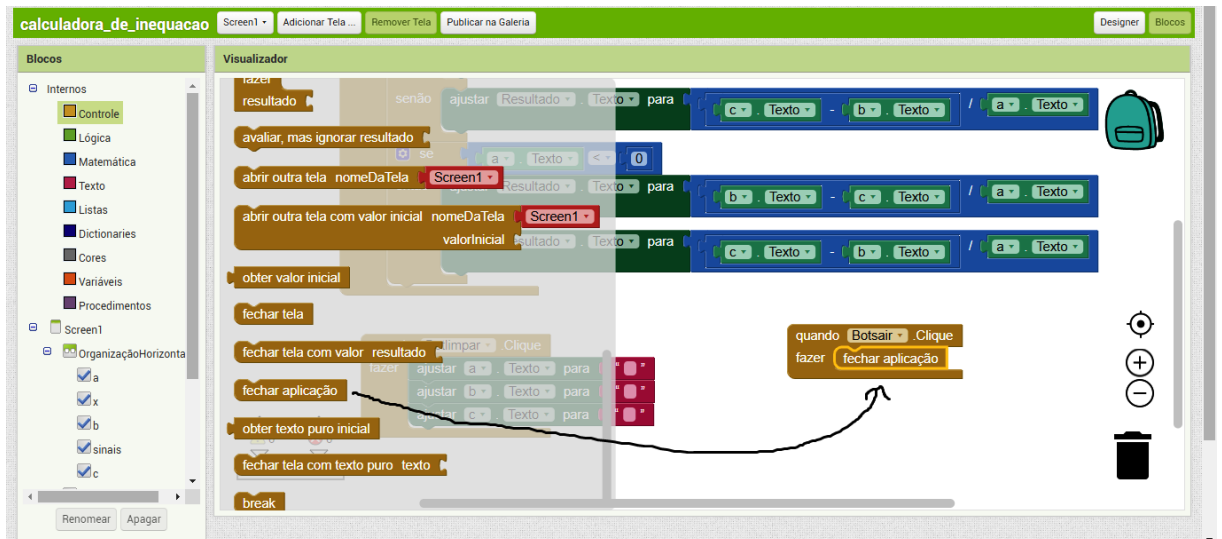 calculadora_de_inequacao Screen1 Adicionar Tela ... Remover Tela Publicar na Galeria Designer Blocos
Blocos
Internos
Controle
Lógica
Matemática
Texto
Listas
Dictionaries
Cores
Variáveis
Procedimentos
Screen1
OrganizaçãoHorizonta
a
x
b
sinais
c
Renomear Apagar
Visualizador
fazer
resultado
avaliar, mas ignorar resultado
abrir outra tela nomeDaTela Screen1
abrir outra tela com valor inicial nomeDaTela Screen1
valorInicial
obter valor inicial
fechar tela
fechar tela com valor resultado
fechar aplicação
obter texto puro inicial
fechar tela com texto puro texto
break
senão ajustar Resultado . Texto para c . Texto - b . Texto / a . Texto
se a . Texto < 0
ajustar Resultado . Texto para b . Texto - c . Texto / a . Texto
Resultado . Texto para c . Texto - b . Texto / a . Texto
limpar . Clique
fazer ajustar a . Texto para " "
ajustar b . Texto para " "
ajustar c . Texto para " "
quando Botsair .Clique
fazer fechar aplicação